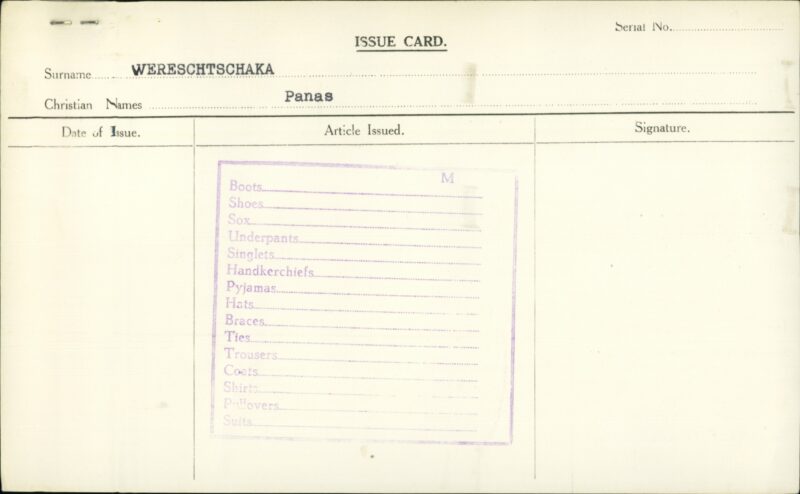 Serial No.
ISSUE CARD.
Surname WERESCHTSCHAKA
Christian Names Panas
Date of Issue. Article Issued. Signature.
M
Boots
Shoes
Sox
Underpants
Singlets
Handkerchiefs
Pyjamas
Hats
Braces
Ties
Trousers
Coats
Shirts
Pullovers
Suits